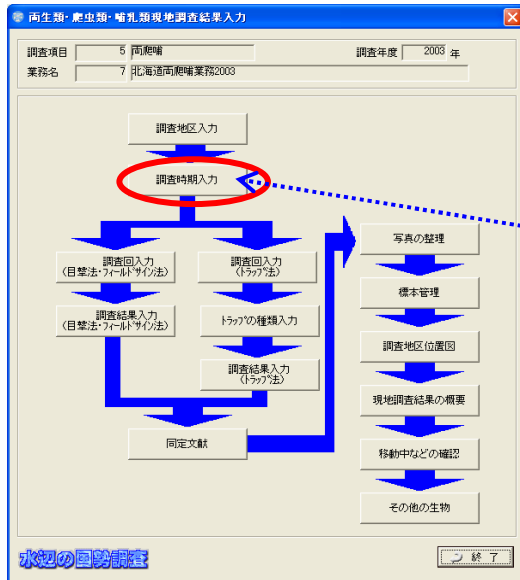 両生類・爬虫類・哺乳類現地調査結果入力
調査項目 5 両爬哺 調査年度 2003 年
業務名 7 北海道両爬哺業務2003
調査地区入力
調査時期入力
調査回入力
(目撃法・フィールドサイン法)
調査結果入力
(目撃法・フィールドサイン法)
調査回入力
(トラップ法)
トラップの種類入力
調査結果入力
(トラップ法)
同定文献
写真の整理
標本管理
調査地区位置図
現地調査結果の概要
移動中などの確認
その他の生物
水辺の国勢調査
終 了